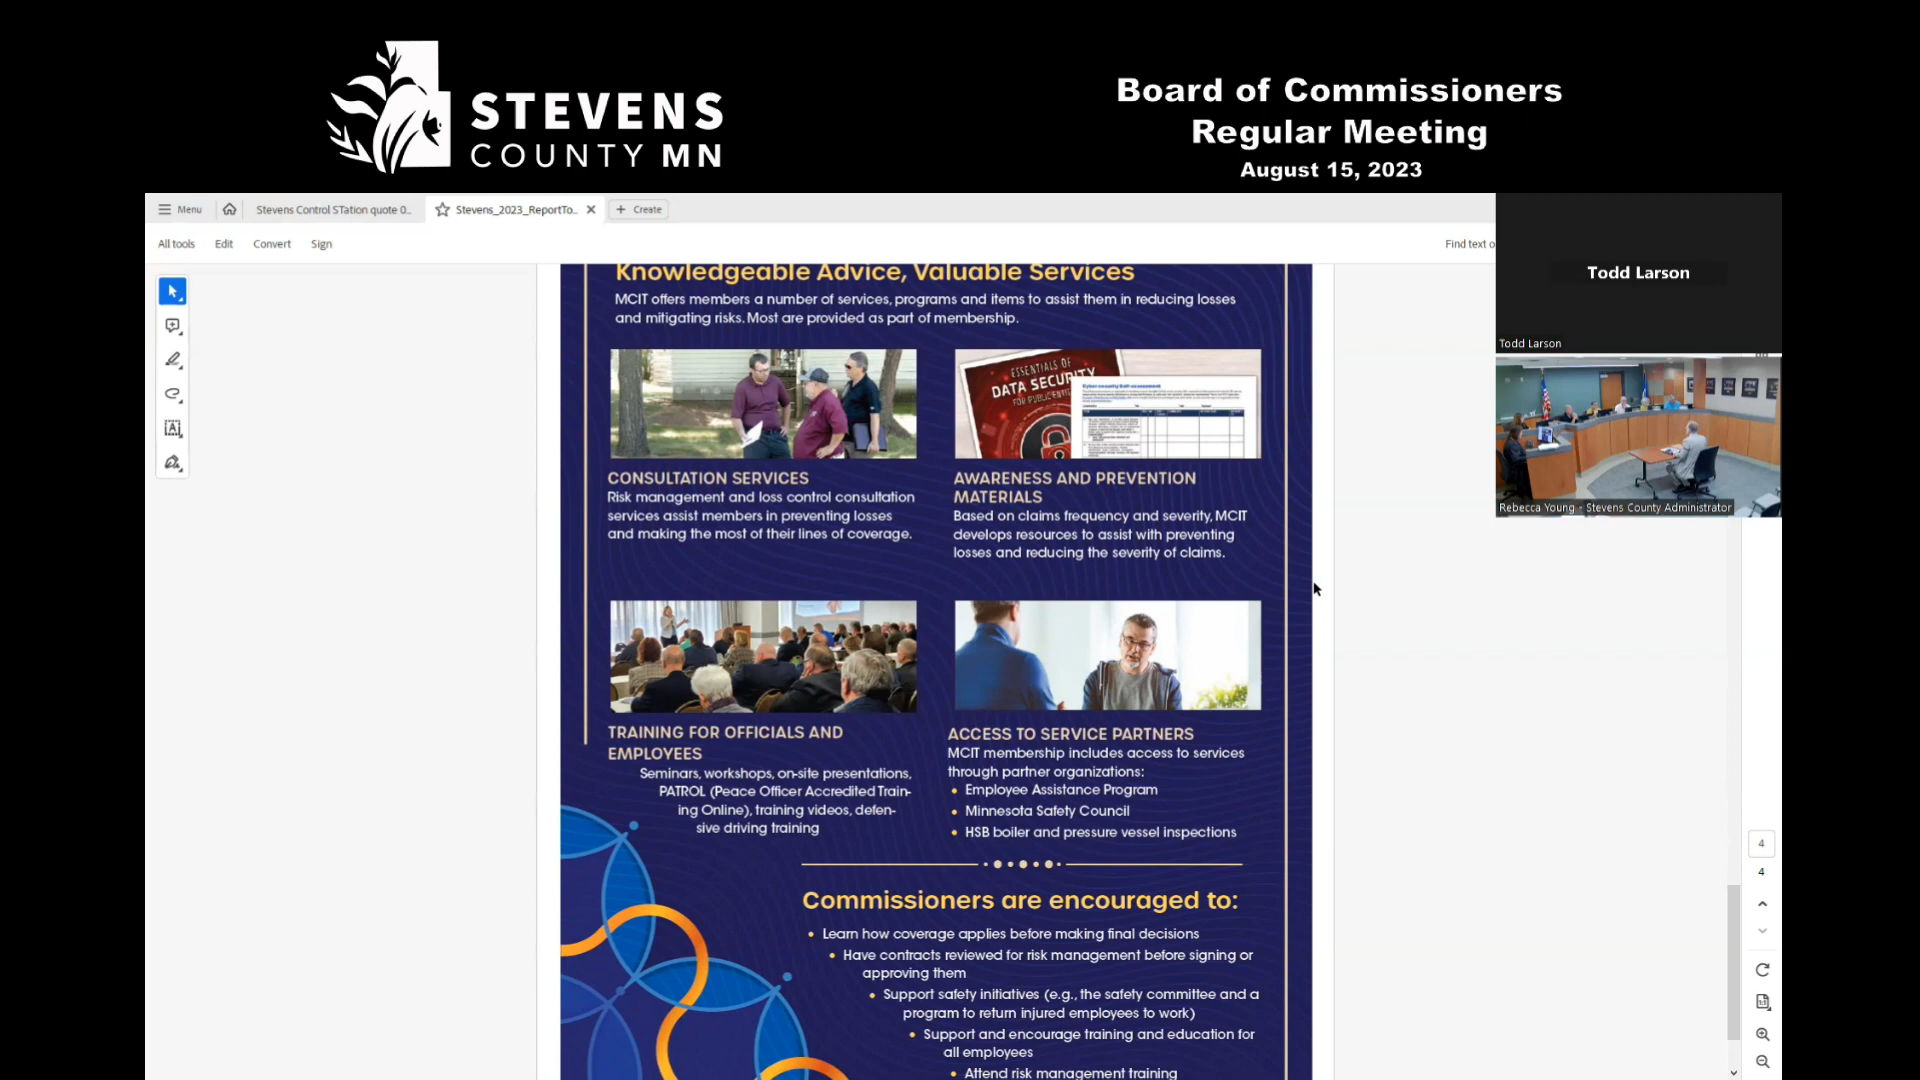 STEVENS
COUNTY MN
Board of Commissioners
Regular Meeting
August 15, 2023
Menu
Stevens Control STation quote 0...
Stevens_2023_ReportTo...
Create
All tools
Edit
Convert
Sign
Find text o
Todd Larson
Todd Larson
Rebecca Young - Stevens County Administrator
Knowledgeable Advice, Valuable Services
MCIT offers members a number of services, programs and items to assist them in reducing losses
and mitigating risks. Most are provided as part of membership.
ESSENTIALS OF
DATA SECURITY
FOR PUBLIC ENTI
Cyber-security Self-assessment
CONSULTATION SERVICES
Risk management and loss control consultation
services assist members in preventing losses
and making the most of their lines of coverage.
AWARENESS AND PREVENTION
MATERIALS
Based on claims frequency and severity, MCIT
develops resources to assist with preventing
losses and reducing the severity of claims.
TRAINING FOR OFFICIALS AND
EMPLOYEES
Seminars, workshops, on-site presentations,
PATROL (Peace Officer Accredited Train-
ing Online), training videos, defen-
sive driving training
ACCESS TO SERVICE PARTNERS
MCIT membership includes access to services
through partner organizations:
• Employee Assistance Program
• Minnesota Safety Council
• HSB boiler and pressure vessel inspections
Commissioners are encouraged to:
• Learn how coverage applies before making final decisions
• Have contracts reviewed for risk management before signing or
approving them
• Support safety initiatives (e.g., the safety committee and a
program to return injured employees to work)
• Support and encourage training and education for
all employees
• Attend risk management training
4
4